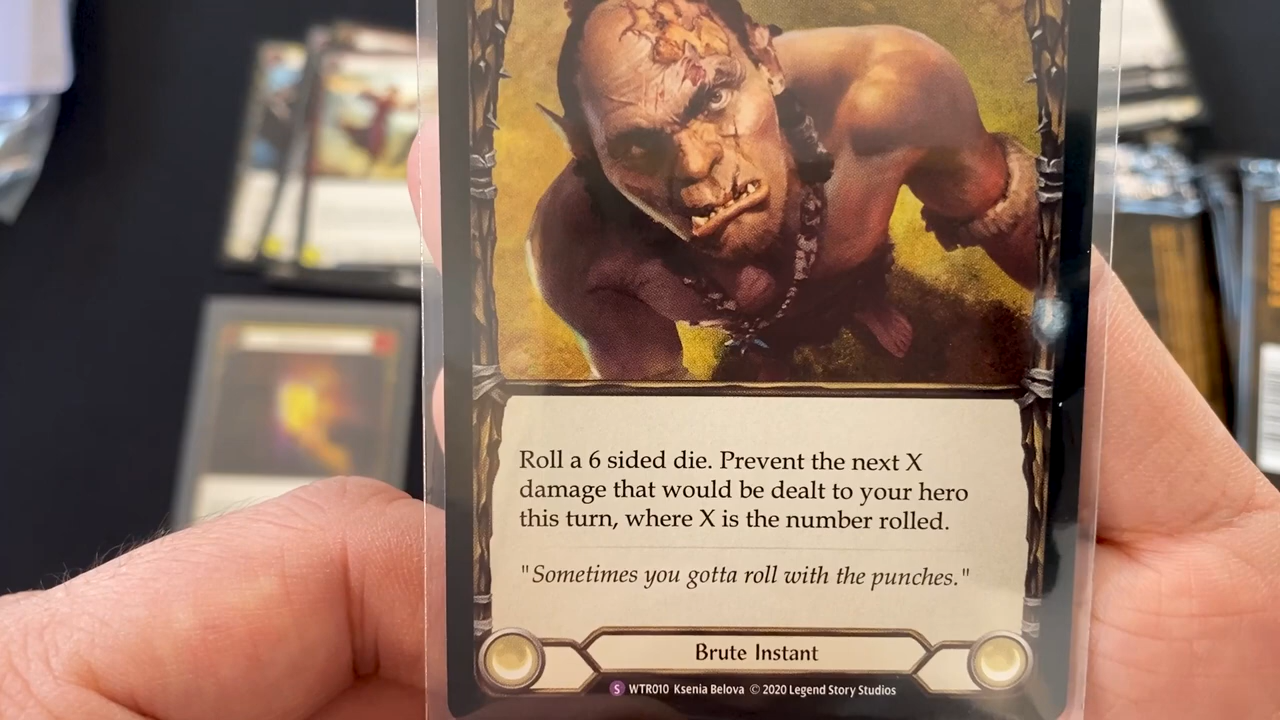 Roll a 6 sided die. Prevent the next X
damage that would be dealt to your hero
this turn, where X is the number rolled.
"Sometimes you gotta roll with the punches."
Brute Instant
S WTR010 Ksenia Belova © 2020 Legend Story Studios